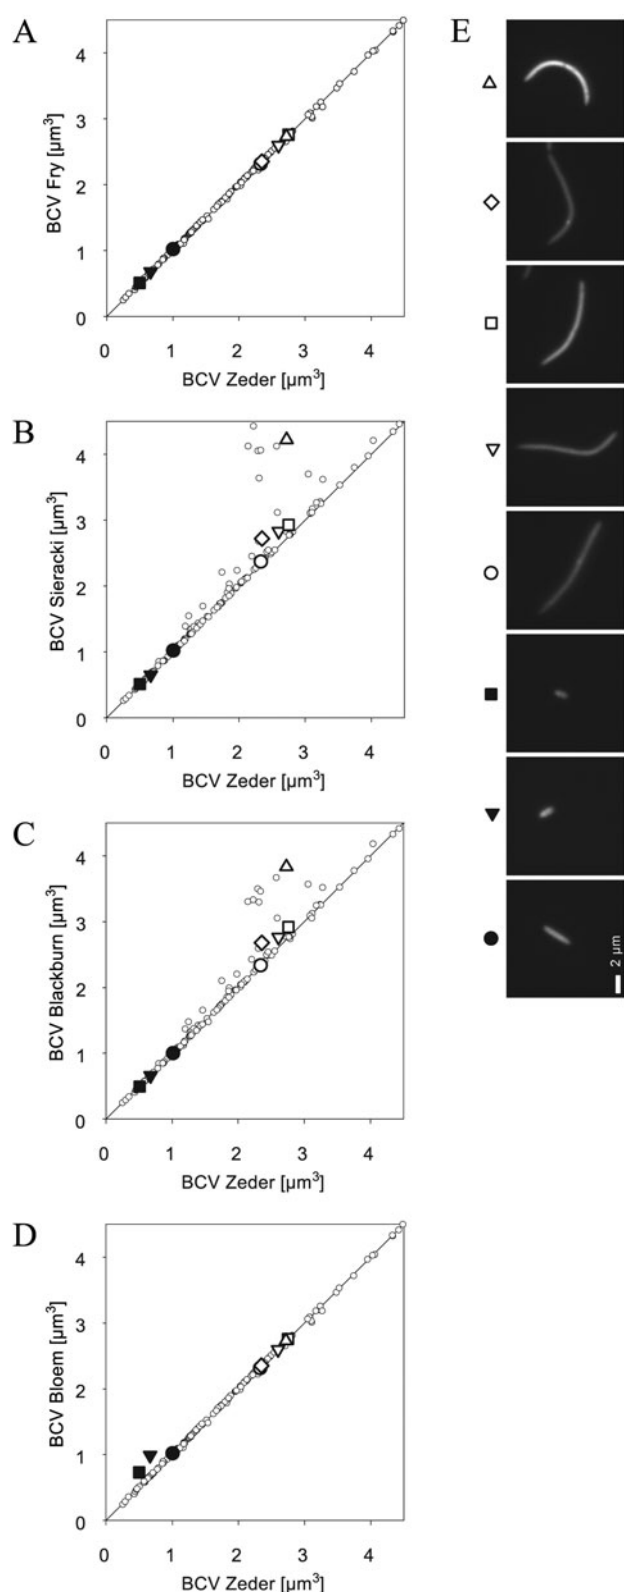 A
E
4
3
2
1
0
BCV Fry [µm³]
0 1 2 3 4
BCV Zeder [µm³]
B
4
3
2
1
0
BCV Sieracki [µm³]
0 1 2 3 4
BCV Zeder [µm³]
C
4
3
2
1
0
BCV Blackburn [µm³]
0 1 2 3 4
BCV Zeder [µm³]
D
4
3
2
1
0
BCV Bloem [µm³]
0 1 2 3 4
BCV Zeder [µm³]
2 µm